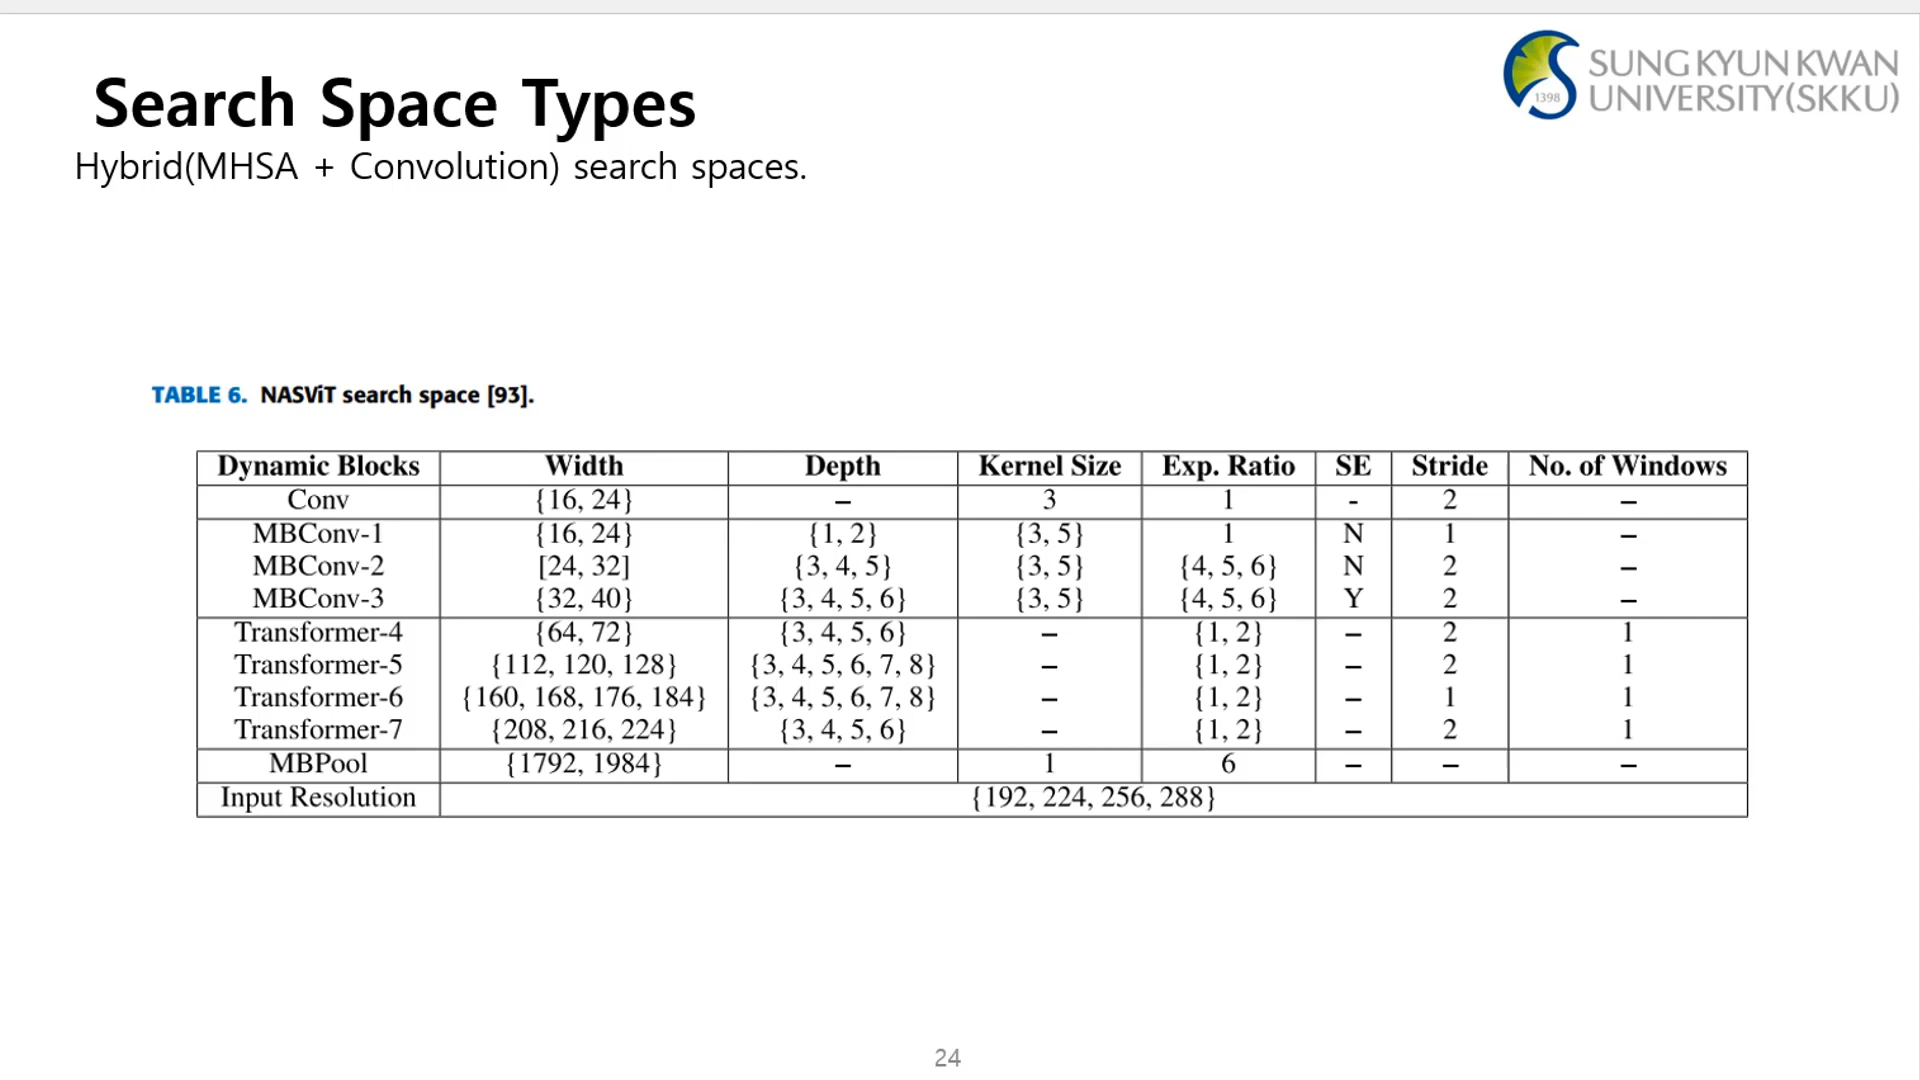 Search Space Types
Hybrid(MHSA + Convolution) search spaces.
1398
SUNG KYUN KWAN
UNIVERSITY(SKKU)
TABLE 6. NASViT search space [93].
Dynamic Blocks Width Depth Kernel Size Exp. Ratio SE Stride No. of Windows
Conv {16, 24} – 3 1 - 2 –
MBConv-1 {16, 24} {1, 2} {3, 5} 1 N 1 –
MBConv-2 [24, 32] {3, 4, 5} {3, 5} {4, 5, 6} N 2 –
MBConv-3 {32, 40} {3, 4, 5, 6} {3, 5} {4, 5, 6} Y 2 –
Transformer-4 {64, 72} {3, 4, 5, 6} – {1, 2} – 2 1
Transformer-5 {112, 120, 128} {3, 4, 5, 6, 7, 8} – {1, 2} – 2 1
Transformer-6 {160, 168, 176, 184} {3, 4, 5, 6, 7, 8} – {1, 2} – 1 1
Transformer-7 {208, 216, 224} {3, 4, 5, 6} – {1, 2} – 2 1
MBPool {1792, 1984} – 1 6 – – –
Input Resolution {192, 224, 256, 288}
24